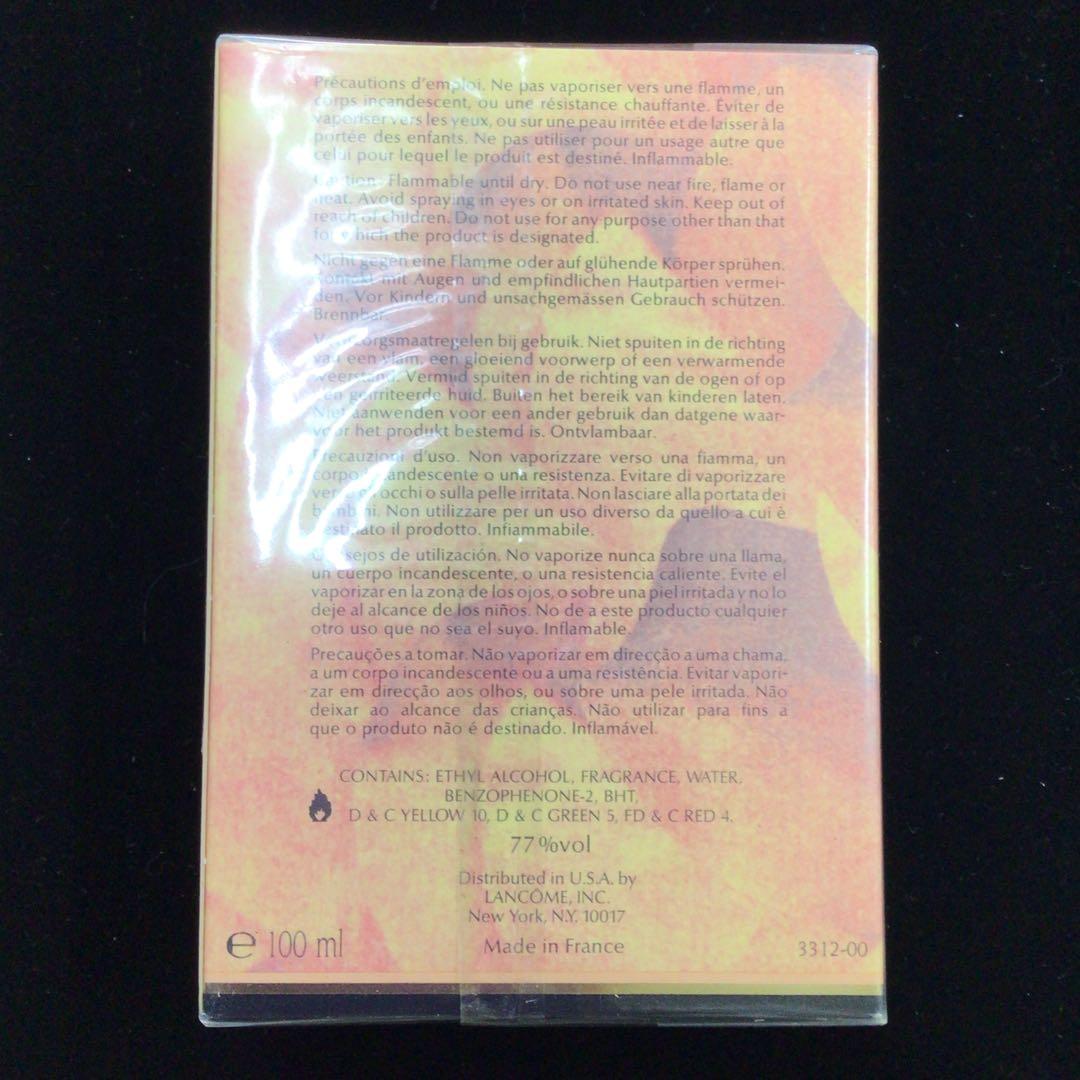 Précautions d'emploi. Ne pas vaporiser vers une flamme, un
corps incandescent, ou une résistance chauffante. Éviter de
vaporiser vers les yeux, ou sur une peau irritée et de laisser à la
portée des enfants. Ne pas utiliser pour un usage autre que
celui pour lequel le produit est destiné. Inflammable.
Caution. Flammable until dry. Do not use near fire, flame or
heat. Avoid spraying in eyes or on irritated skin. Keep out of
reach of children. Do not use for any purpose other than that
for which the product is designated.
Nicht gegen eine Flamme oder auf glühende Körper sprühen.
Kontakt mit Augen und empfindlichen Hautpartien vermei-
den. Vor Kindern und unsachgemässen Gebrauch schützen.
Brennbar.
Voorzorgsmaatregelen bij gebruik. Niet spuiten in de richting
van een vlam, een gloeiend voorwerp of een verwarmende
weerstand. Vermijd spuiten in de richting van de ogen of op
een geïrriteerde huid. Buiten het bereik van kinderen laten.
Niet aanwenden voor een ander gebruik dan datgene waar-
voor het produkt bestemd is. Ontvlambaar.
Precauzioni d'uso. Non vaporizzare verso una fiamma, un
corpo incandescente o una resistenza. Evitare di vaporizzare
verso gli occhi o sulla pelle irritata. Non lasciare alla portata dei
bambini. Non utilizzare per un uso diverso da quello a cui è
destinato il prodotto. Infiammabile.
Consejos de utilización. No vaporize nunca sobre una llama,
un cuerpo incandescente, o una resistencia caliente. Evite el
vaporizar en la zona de los ojos, o sobre una piel irritada y no lo
deje al alcance de los niños. No de a este producto cualquier
otro uso que no sea el suyo. Inflamable.
Precauções a tomar. Não vaporizar em direcção a uma chama,
a um corpo incandescente ou a uma resistência. Evitar vapori-
zar em direcção aos olhos, ou sobre uma pele irritada. Não
deixar ao alcance das crianças. Não utilizar para fins a
que o produto não é destinado. Inflamável.
CONTAINS: ETHYL ALCOHOL, FRAGRANCE, WATER,
BENZOPHENONE-2, BHT,
D & C YELLOW 10, D & C GREEN 5, FD & C RED 4.
77 %vol
Distributed in U.S.A. by
LANCÔME, INC.
New York, N.Y. 10017
℮ 100 ml Made in France 3312-00